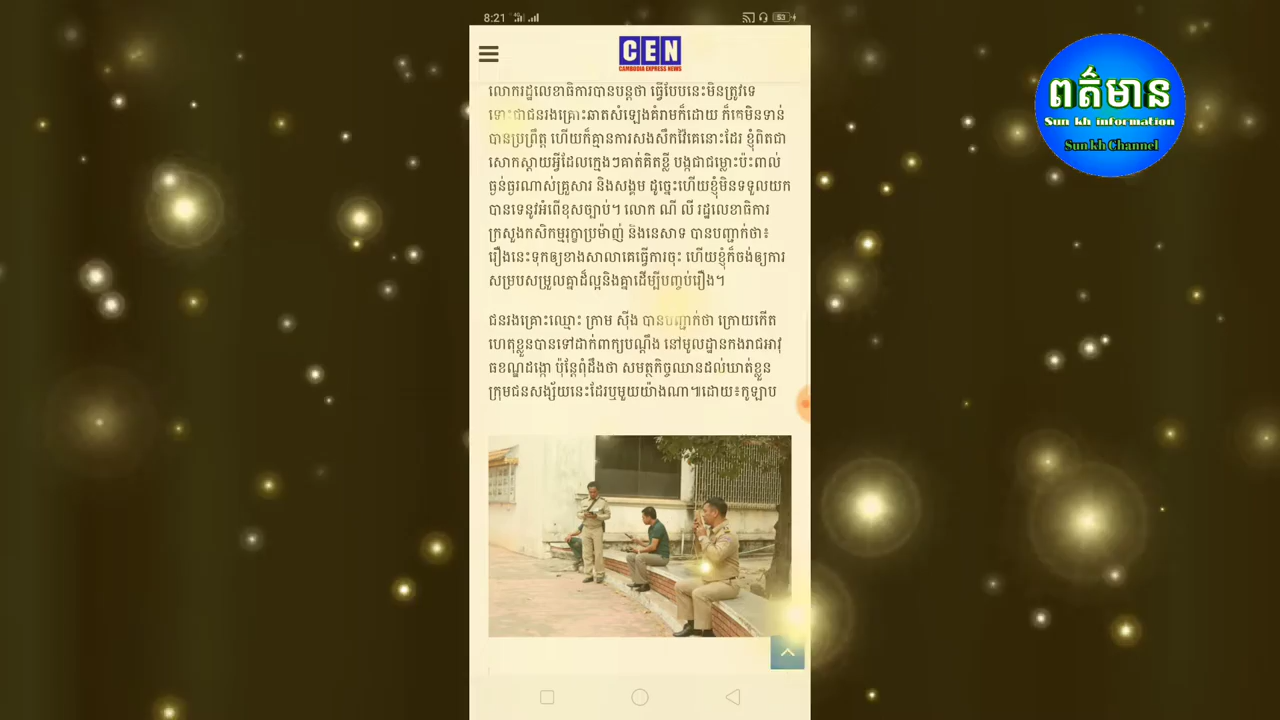 8:21
53
CEN
CAMBODIA EXPRESS NEWS
លោករដ្ឋលេខាធិការបានបន្តថា ធ្វើបែបនេះមិនត្រូវទេ
ទោះជាជនរងគ្រោះឆាតសំឡេងគំរាមក៏ដោយ ក៏គេមិនទាន់
បានប្រព្រឹត្ត ហើយក៏គ្មានការសងសឹកអ៊ីគេនោះដែរ ខ្ញុំពិតជា
សោកស្តាយអ្វីដែលក្មេងៗគាត់គិតខ្លី បង្កជាជម្លោះប៉ះពាល់
ធ្ងន់ធ្ងរណាស់គ្រួសារ និងសង្គម ដូច្នេះហើយខ្ញុំមិនទទួលយក
បានទេនូវអំពើខុសច្បាប់។ លោក ណី លី រដ្ឋលេខាធិការ
ក្រសួងកសិកម្មរុក្ខាប្រម៉ាញ់ និងនេសាទ បានបញ្ជាក់ថា៖
រឿងនេះទុកឲ្យខាងសាលាគេធ្វើការចុះ ហើយខ្ញុំក៏ចង់ឲ្យការ
សម្របសម្រួលគ្នាដ៏ល្អនិងគ្នាដើម្បីបញ្ចប់រឿង។
ជនរងគ្រោះឈ្មោះ ក្រាម ស៊ីង បានបញ្ជាក់ថា ក្រោយកើត
ហេតុខ្លួនបានទៅដាក់ពាក្យបណ្តឹង នៅមូលដ្ឋានកងរាជអាវុ
ធខណ្ឌដង្កោ ប៉ុន្តែពុំដឹងថា សមត្ថកិច្ចឈានដល់ឃាត់ខ្លួន
ក្រុមជនសង្ស័យនេះដែរឬមួយយ៉ាងណា៕ដោយ៖កូឡាប
ពត៌មាន
Sun kh information
Sun kh Channel